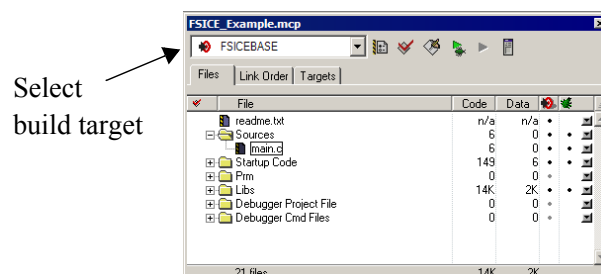 FSICE_Example.mcp
FSICEBASE
Select
build target
Files Link Order Targets
File Code Data
readme.txt n/a n/a
Sources 6 0
main.c 6 0
Startup Code 149 6
Prm 0 0
Libs 14K 2K
Debugger Project File 0 0
Debugger Cmd Files 0 0
21 files 14K 2K